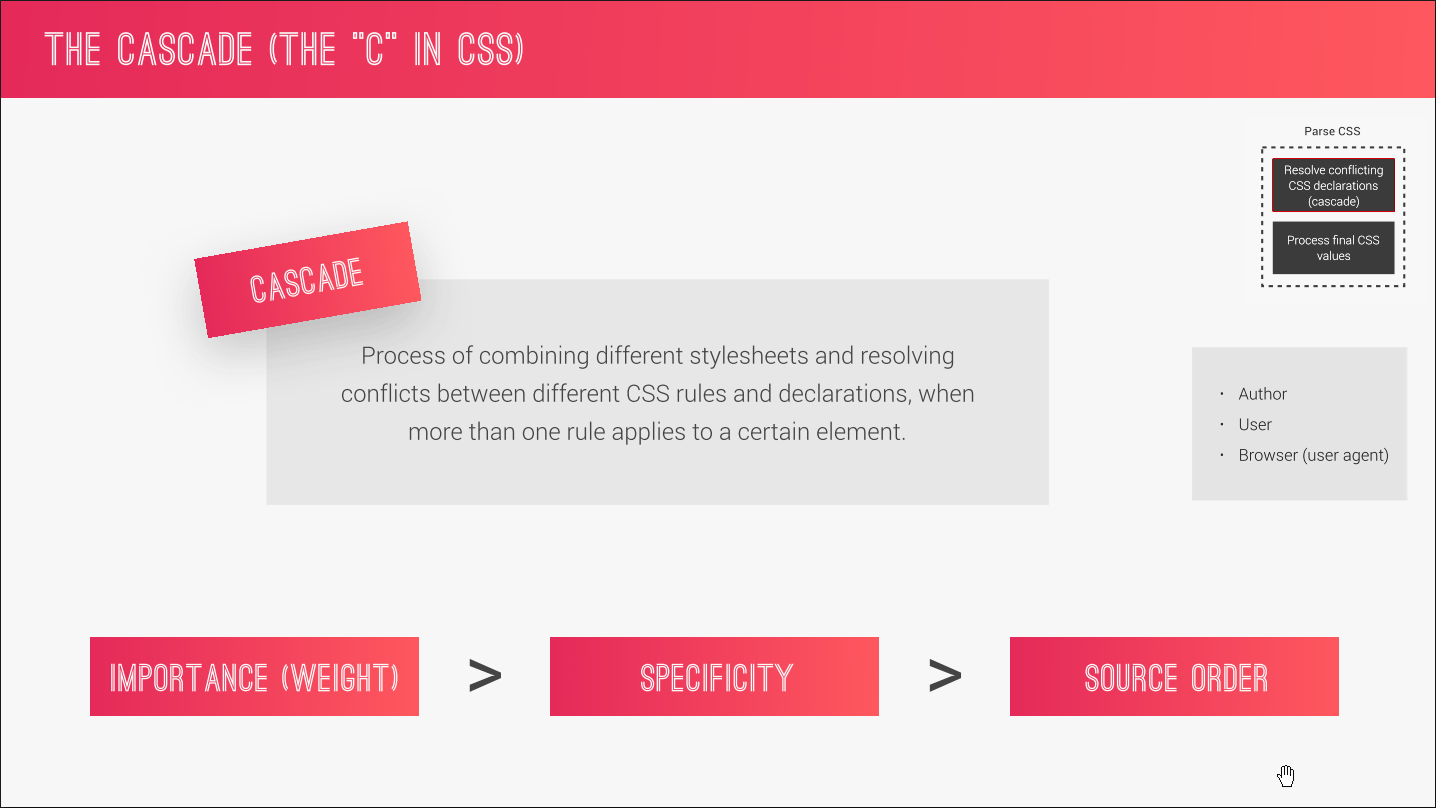 THE CASCADE (THE "C" IN CSS)
Parse CSS
Resolve conflicting
CSS declarations
(cascade)
Process final CSS
values
CASCADE
Process of combining different stylesheets and resolving
conflicts between different CSS rules and declarations, when
more than one rule applies to a certain element.
• Author
• User
• Browser (user agent)
IMPORTANCE (WEIGHT) > SPECIFICITY > SOURCE ORDER